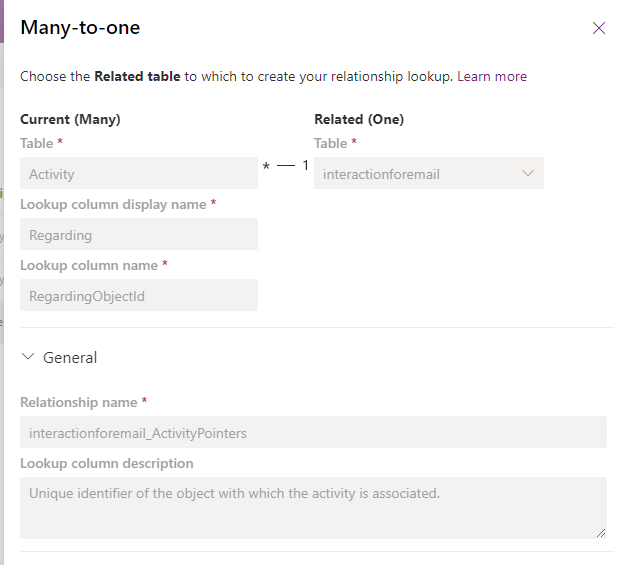 Many-to-one
Choose the Related table to which to create your relationship lookup. Learn more
Current (Many)
Related (One)
Table *
Table *
Activity
* — 1
interactionforemail
Lookup column display name *
Regarding
Lookup column name *
RegardingObjectId
General
Relationship name *
interactionforemail_ActivityPointers
Lookup column description
Unique identifier of the object with which the activity is associated.